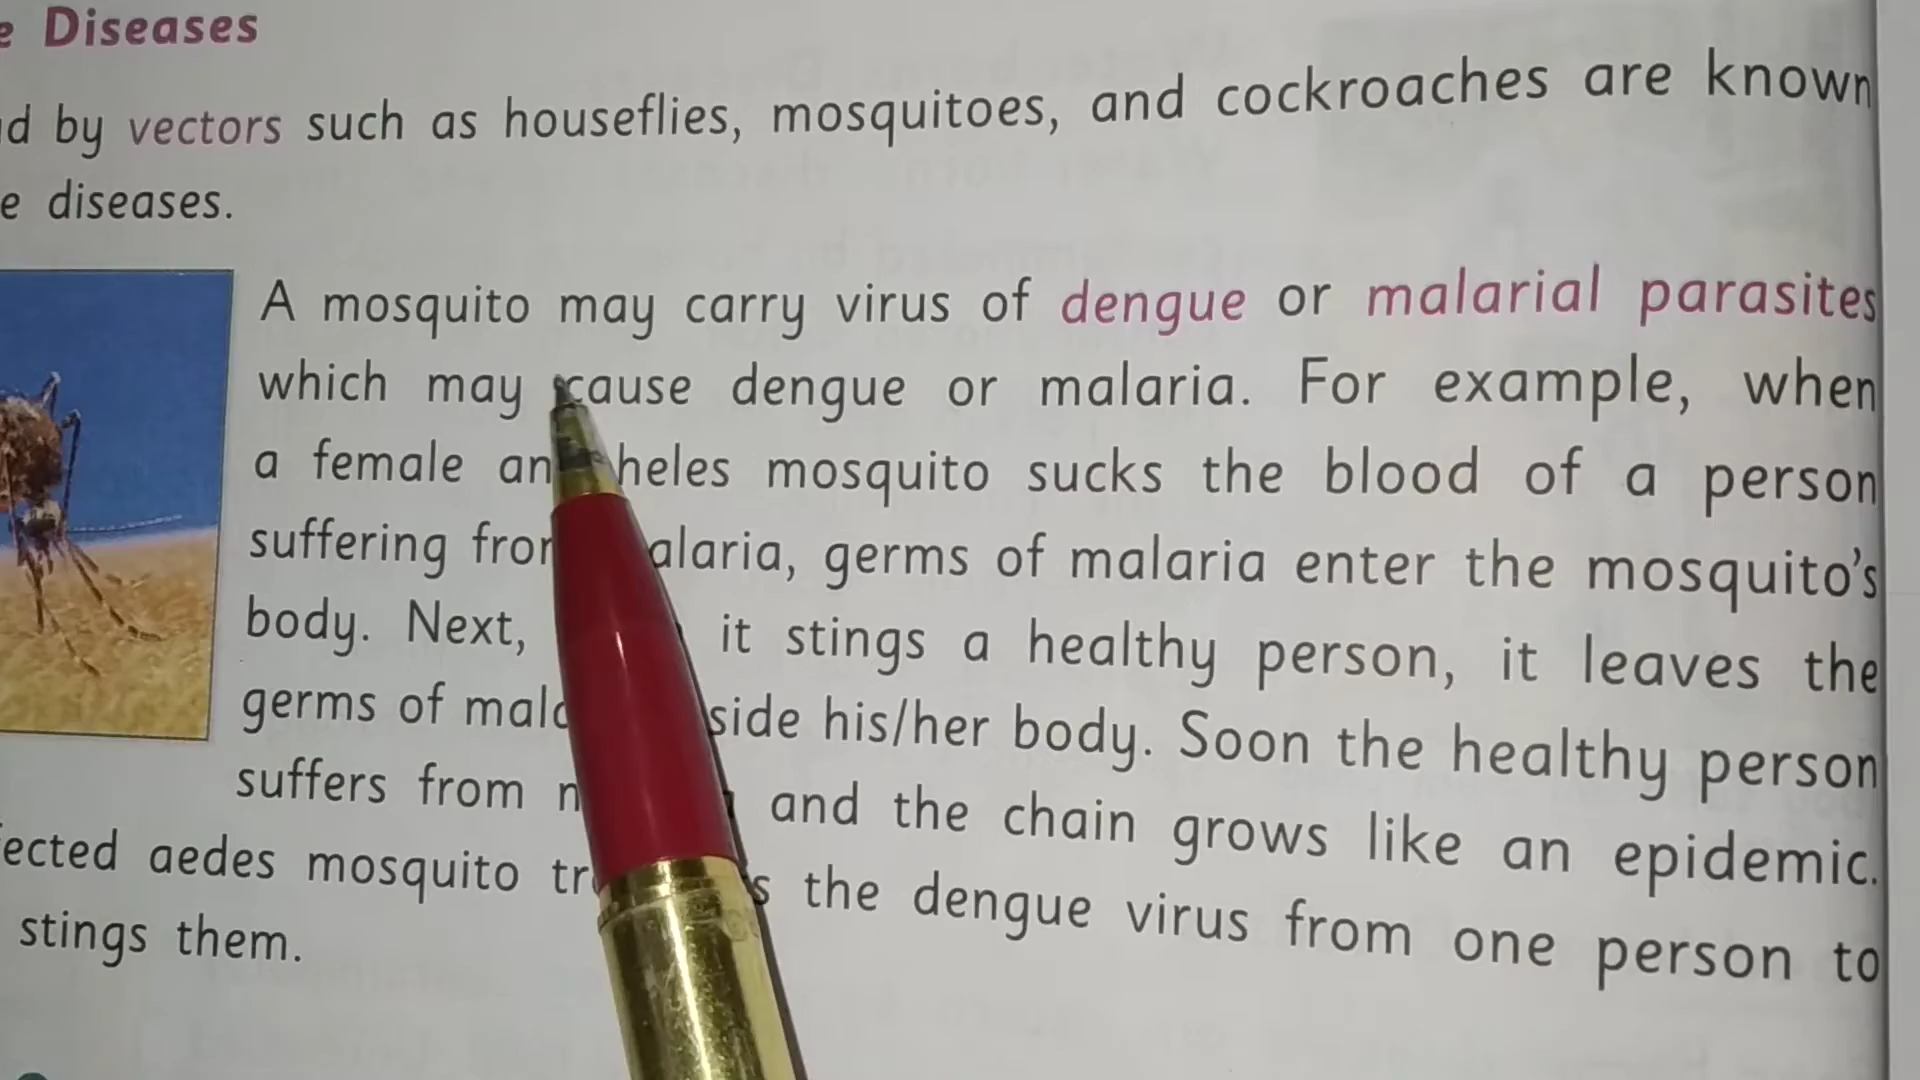 Diseases
by vectors such as houseflies, mosquitoes, and cockroaches are known
diseases.
A mosquito may carry virus of dengue or malarial parasites
which may cause dengue or malaria. For example, when
a female mosquito sucks the blood of a person
suffering malaria, germs of malaria enter the mosquito's
body. Next, it stings a healthy person, it leaves the
germs of his/her body. Soon the healthy person
suffers from and the chain grows like an epidemic.
aedes mosquito the dengue virus from one person to
stings them.